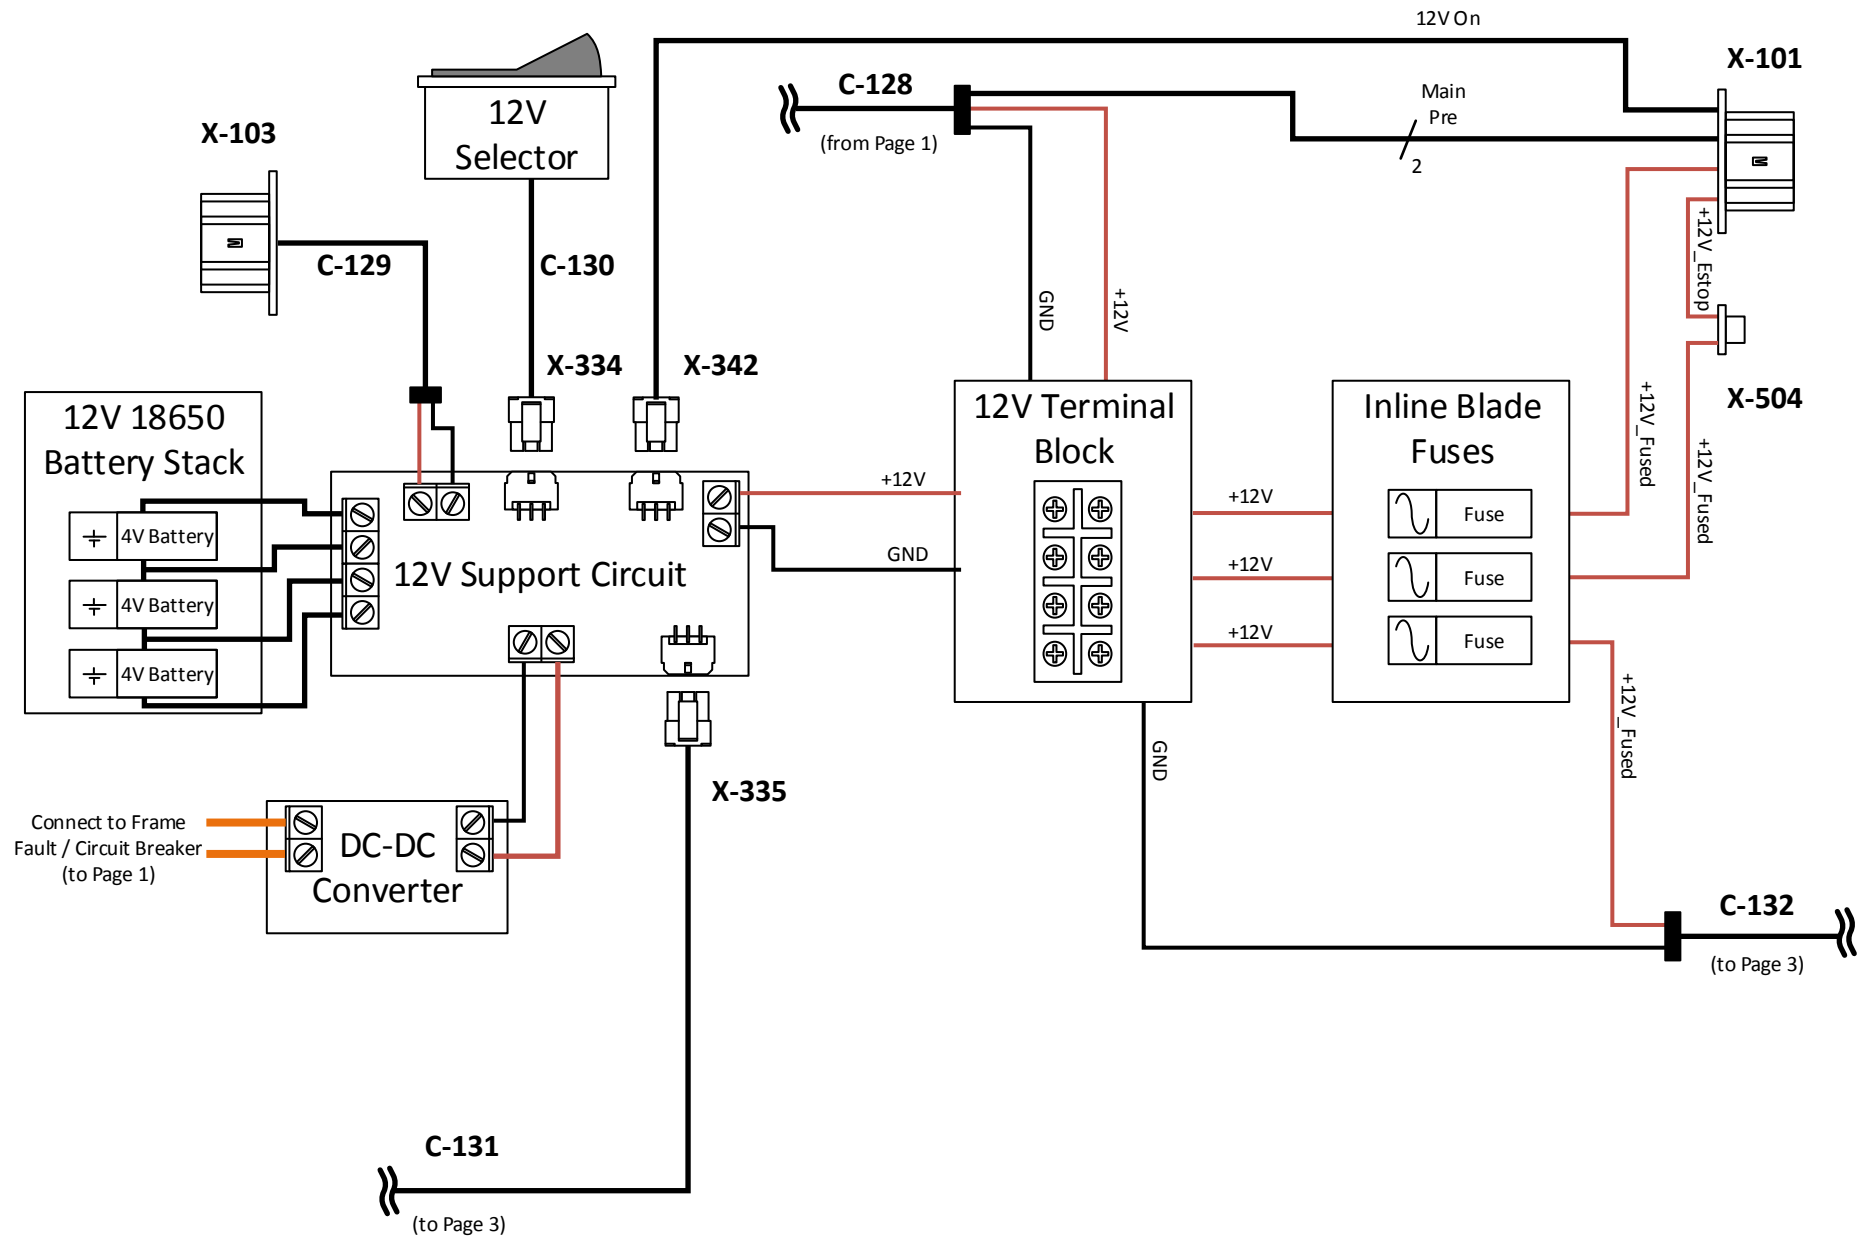 12V On
X-101
C-128
(from Page 1)
Main
Pre
2
12V
Selector
X-103
C-129
C-130
+12V_Estop
GND
+12V
X-334
X-342
X-504
12V 18650
Battery Stack
4V Battery
4V Battery
4V Battery
12V Support Circuit
+12V
GND
12V Terminal
Block
+12V
+12V
+12V
Inline Blade
Fuses
Fuse
Fuse
Fuse
+12V_Fused
+12V_Fused
+12V_Fused
GND
X-335
Connect to Frame
Fault / Circuit Breaker
(to Page 1)
DC-DC
Converter
C-132
(to Page 3)
C-131
(to Page 3)